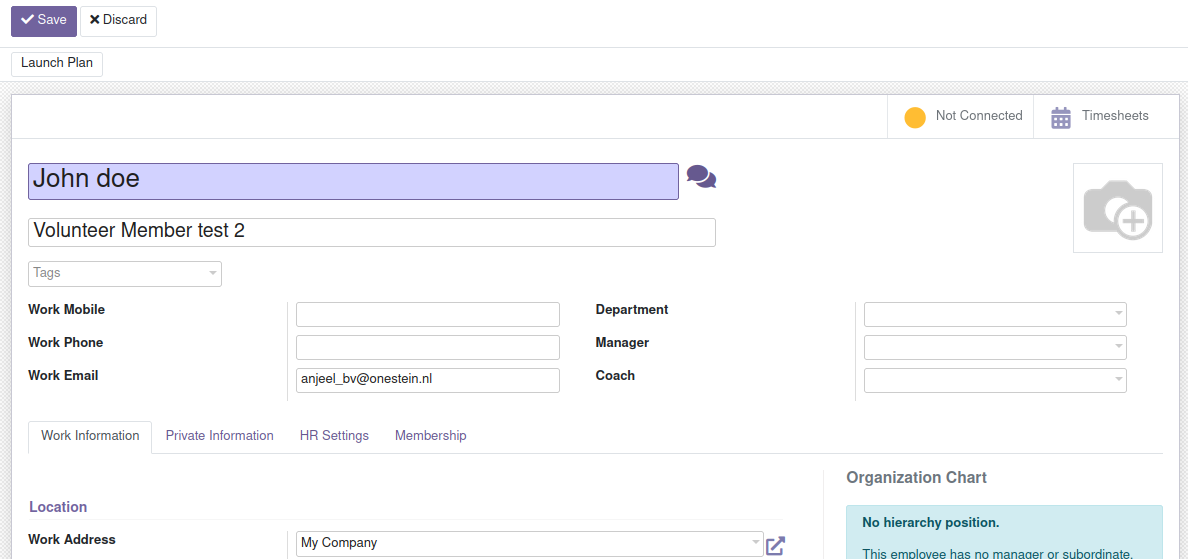 Save Discard
Launch Plan
Not Connected Timesheets
John doe
Volunteer Member test 2
Tags
Work Mobile Department
Work Phone Manager
Work Email anjeel_bv@onestein.nl Coach
Work Information Private Information HR Settings Membership
Organization Chart
Location
No hierarchy position.
Work Address My Company
This employee has no manager or subordinate.